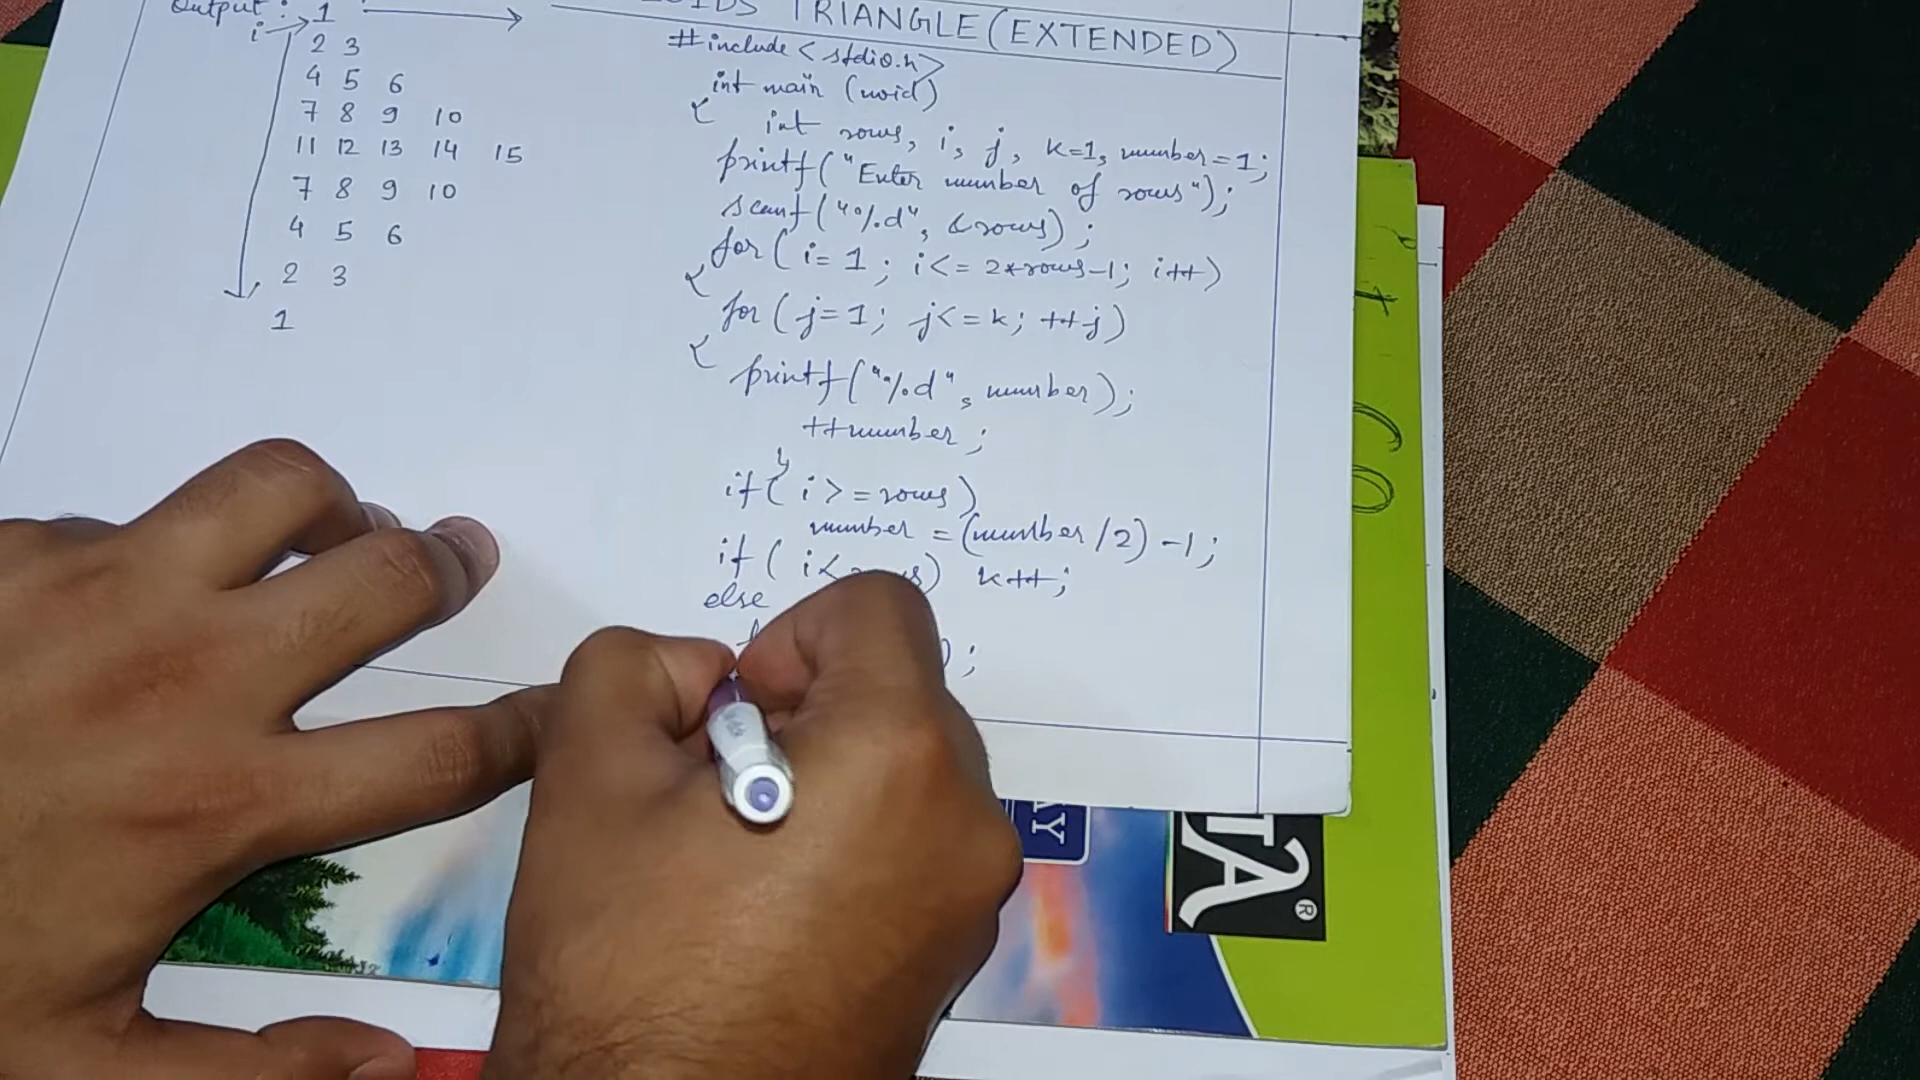 Output :
i → 1
2 3
4 5 6
7 8 9 10
11 12 13 14 15
7 8 9 10
4 5 6
2 3
1
TRIANGLE (EXTENDED)
#include <stdio.h>
int main (void)
{
int rows, i, j, k=1, number=1;
printf("Enter number of rows");
scanf("%d", &rows);
for( i=1 ; i<= 2*rows-1; i++)
{
for ( j=1; j<=k; ++j)
{
printf("%d", number);
++number;
}
if( i >= rows)
number = (number/2) -1;
if ( i< ) k++;
else
);
®